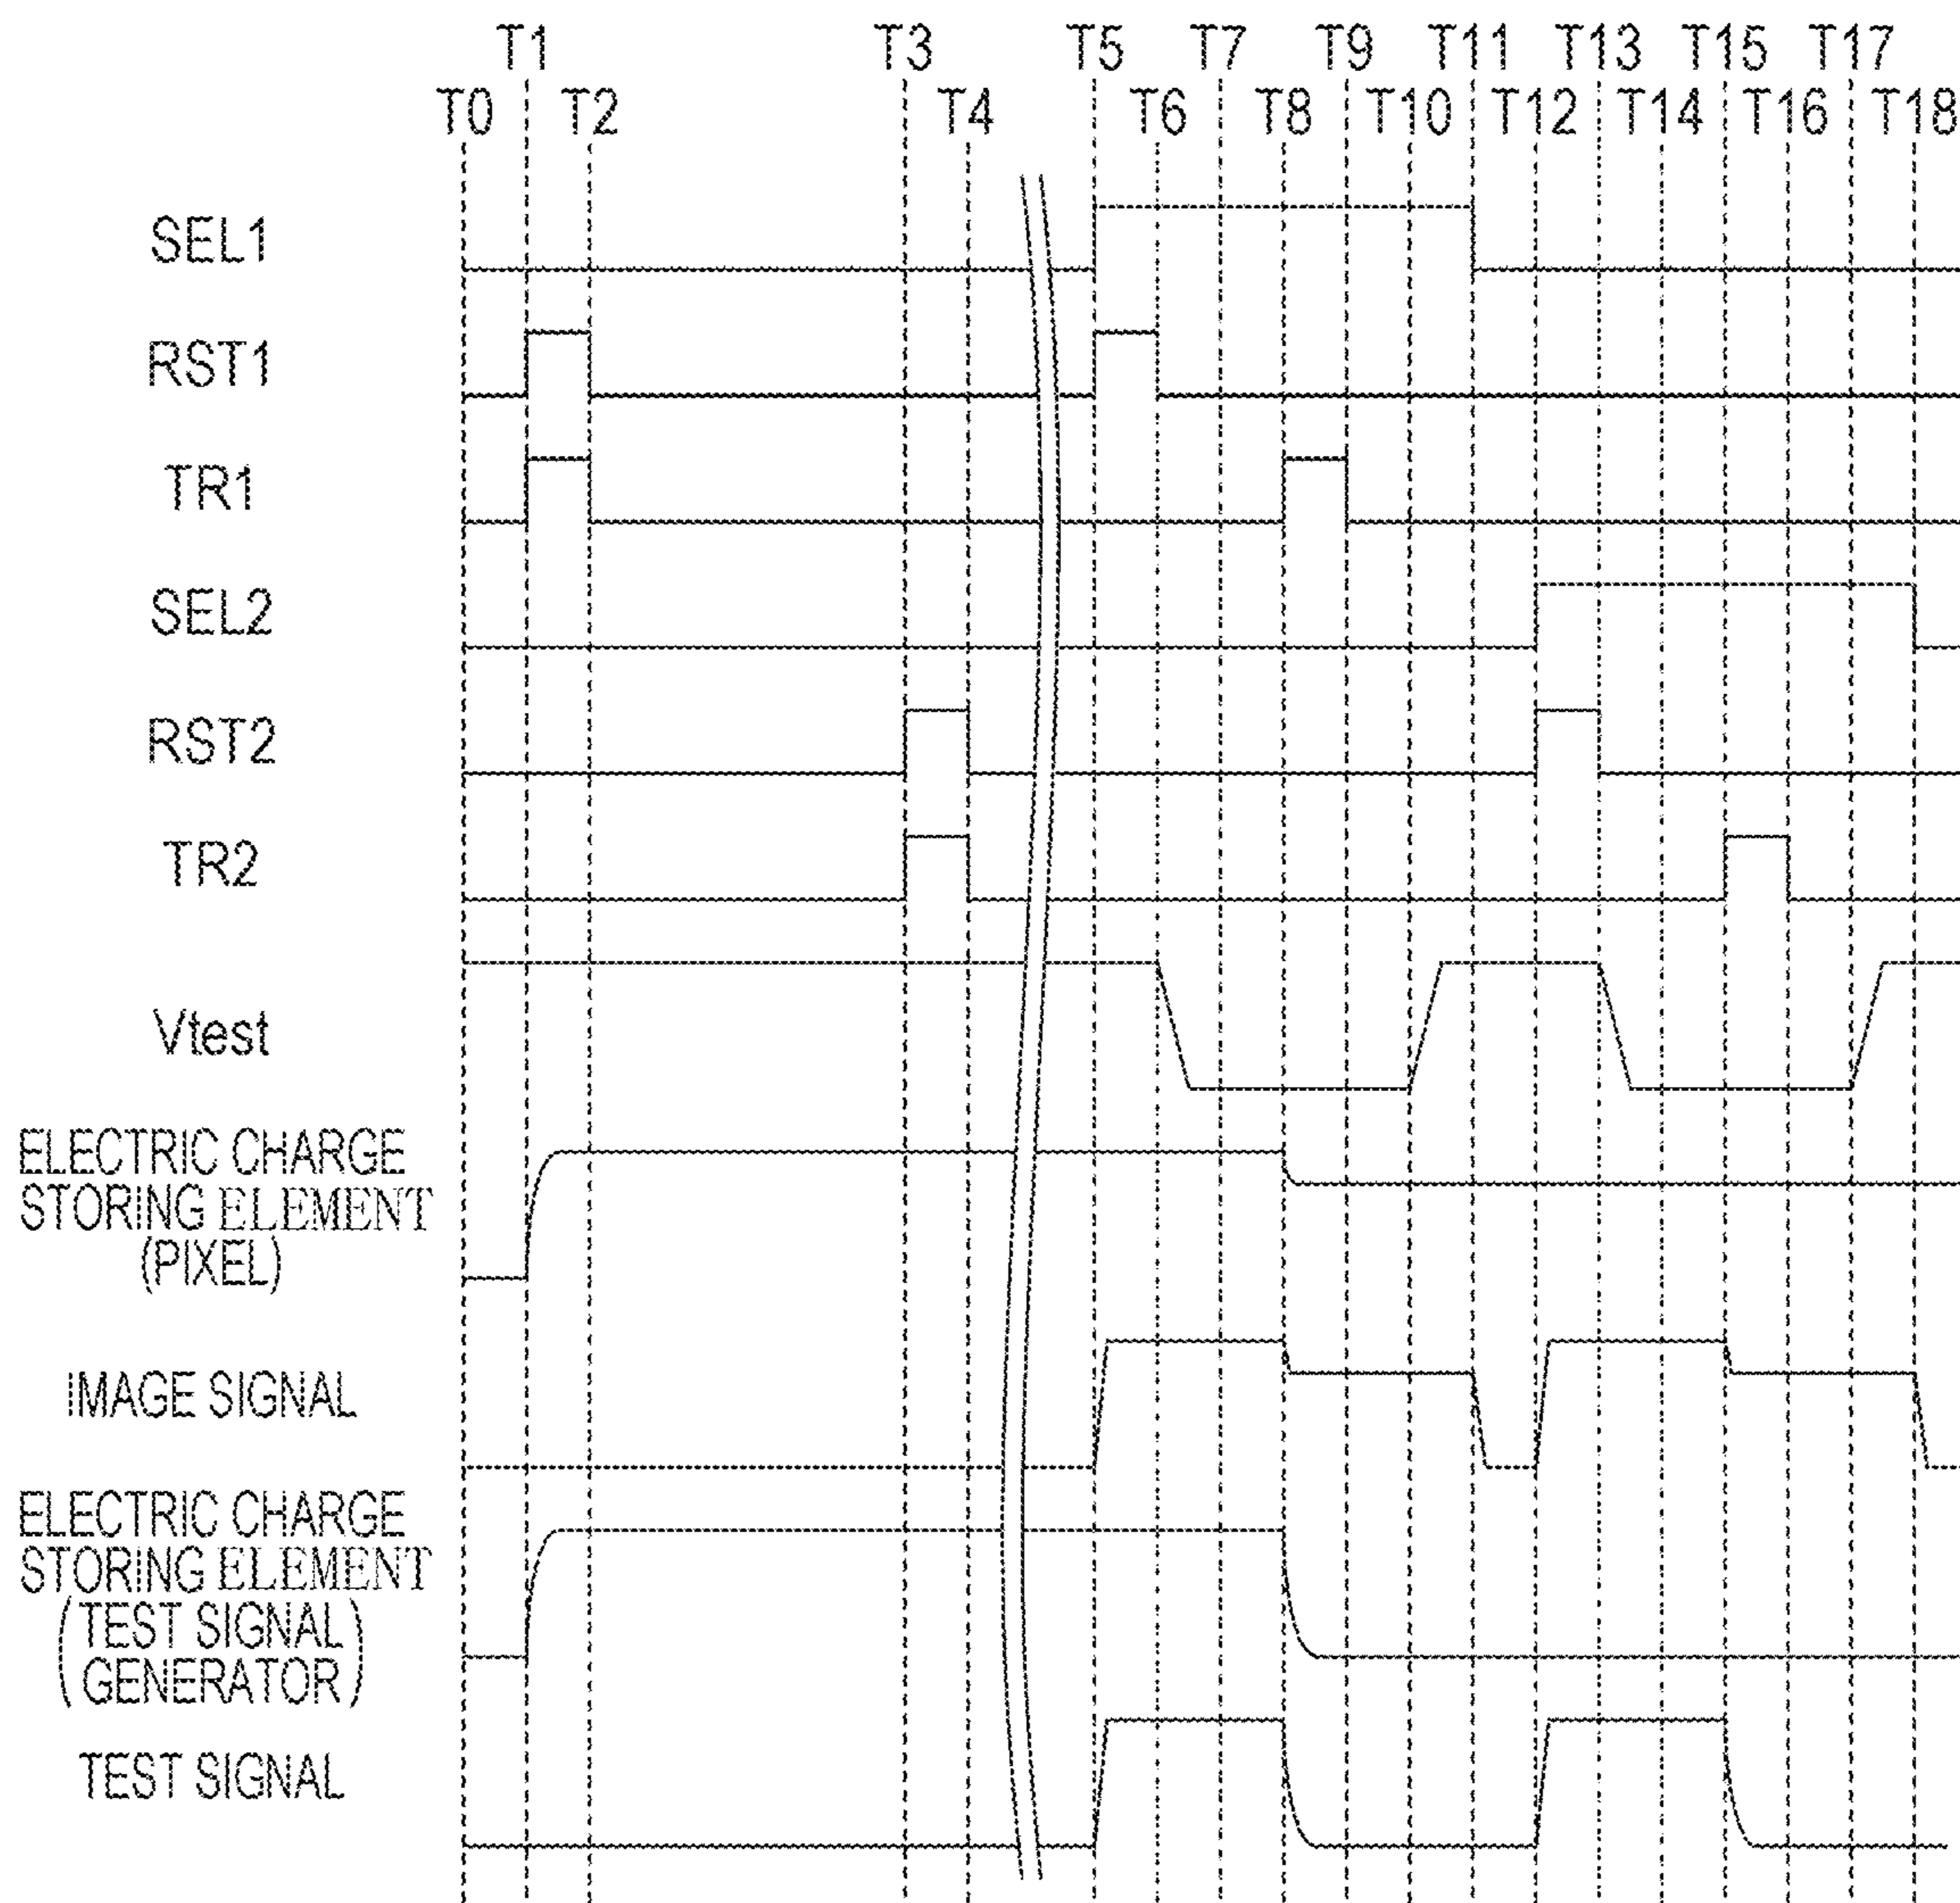 T1 T3 T5 T7 T9 T11 T13 T15 T17
T0 T2 T4 T6 T8 T10 T12 T14 T16 T18
SEL1
RST1
TR1
SEL2
RST2
TR2
Vtest
ELECTRIC CHARGE
STORING ELEMENT
(PIXEL)
IMAGE SIGNAL
ELECTRIC CHARGE
STORING ELEMENT
(TEST SIGNAL
GENERATOR)
TEST SIGNAL